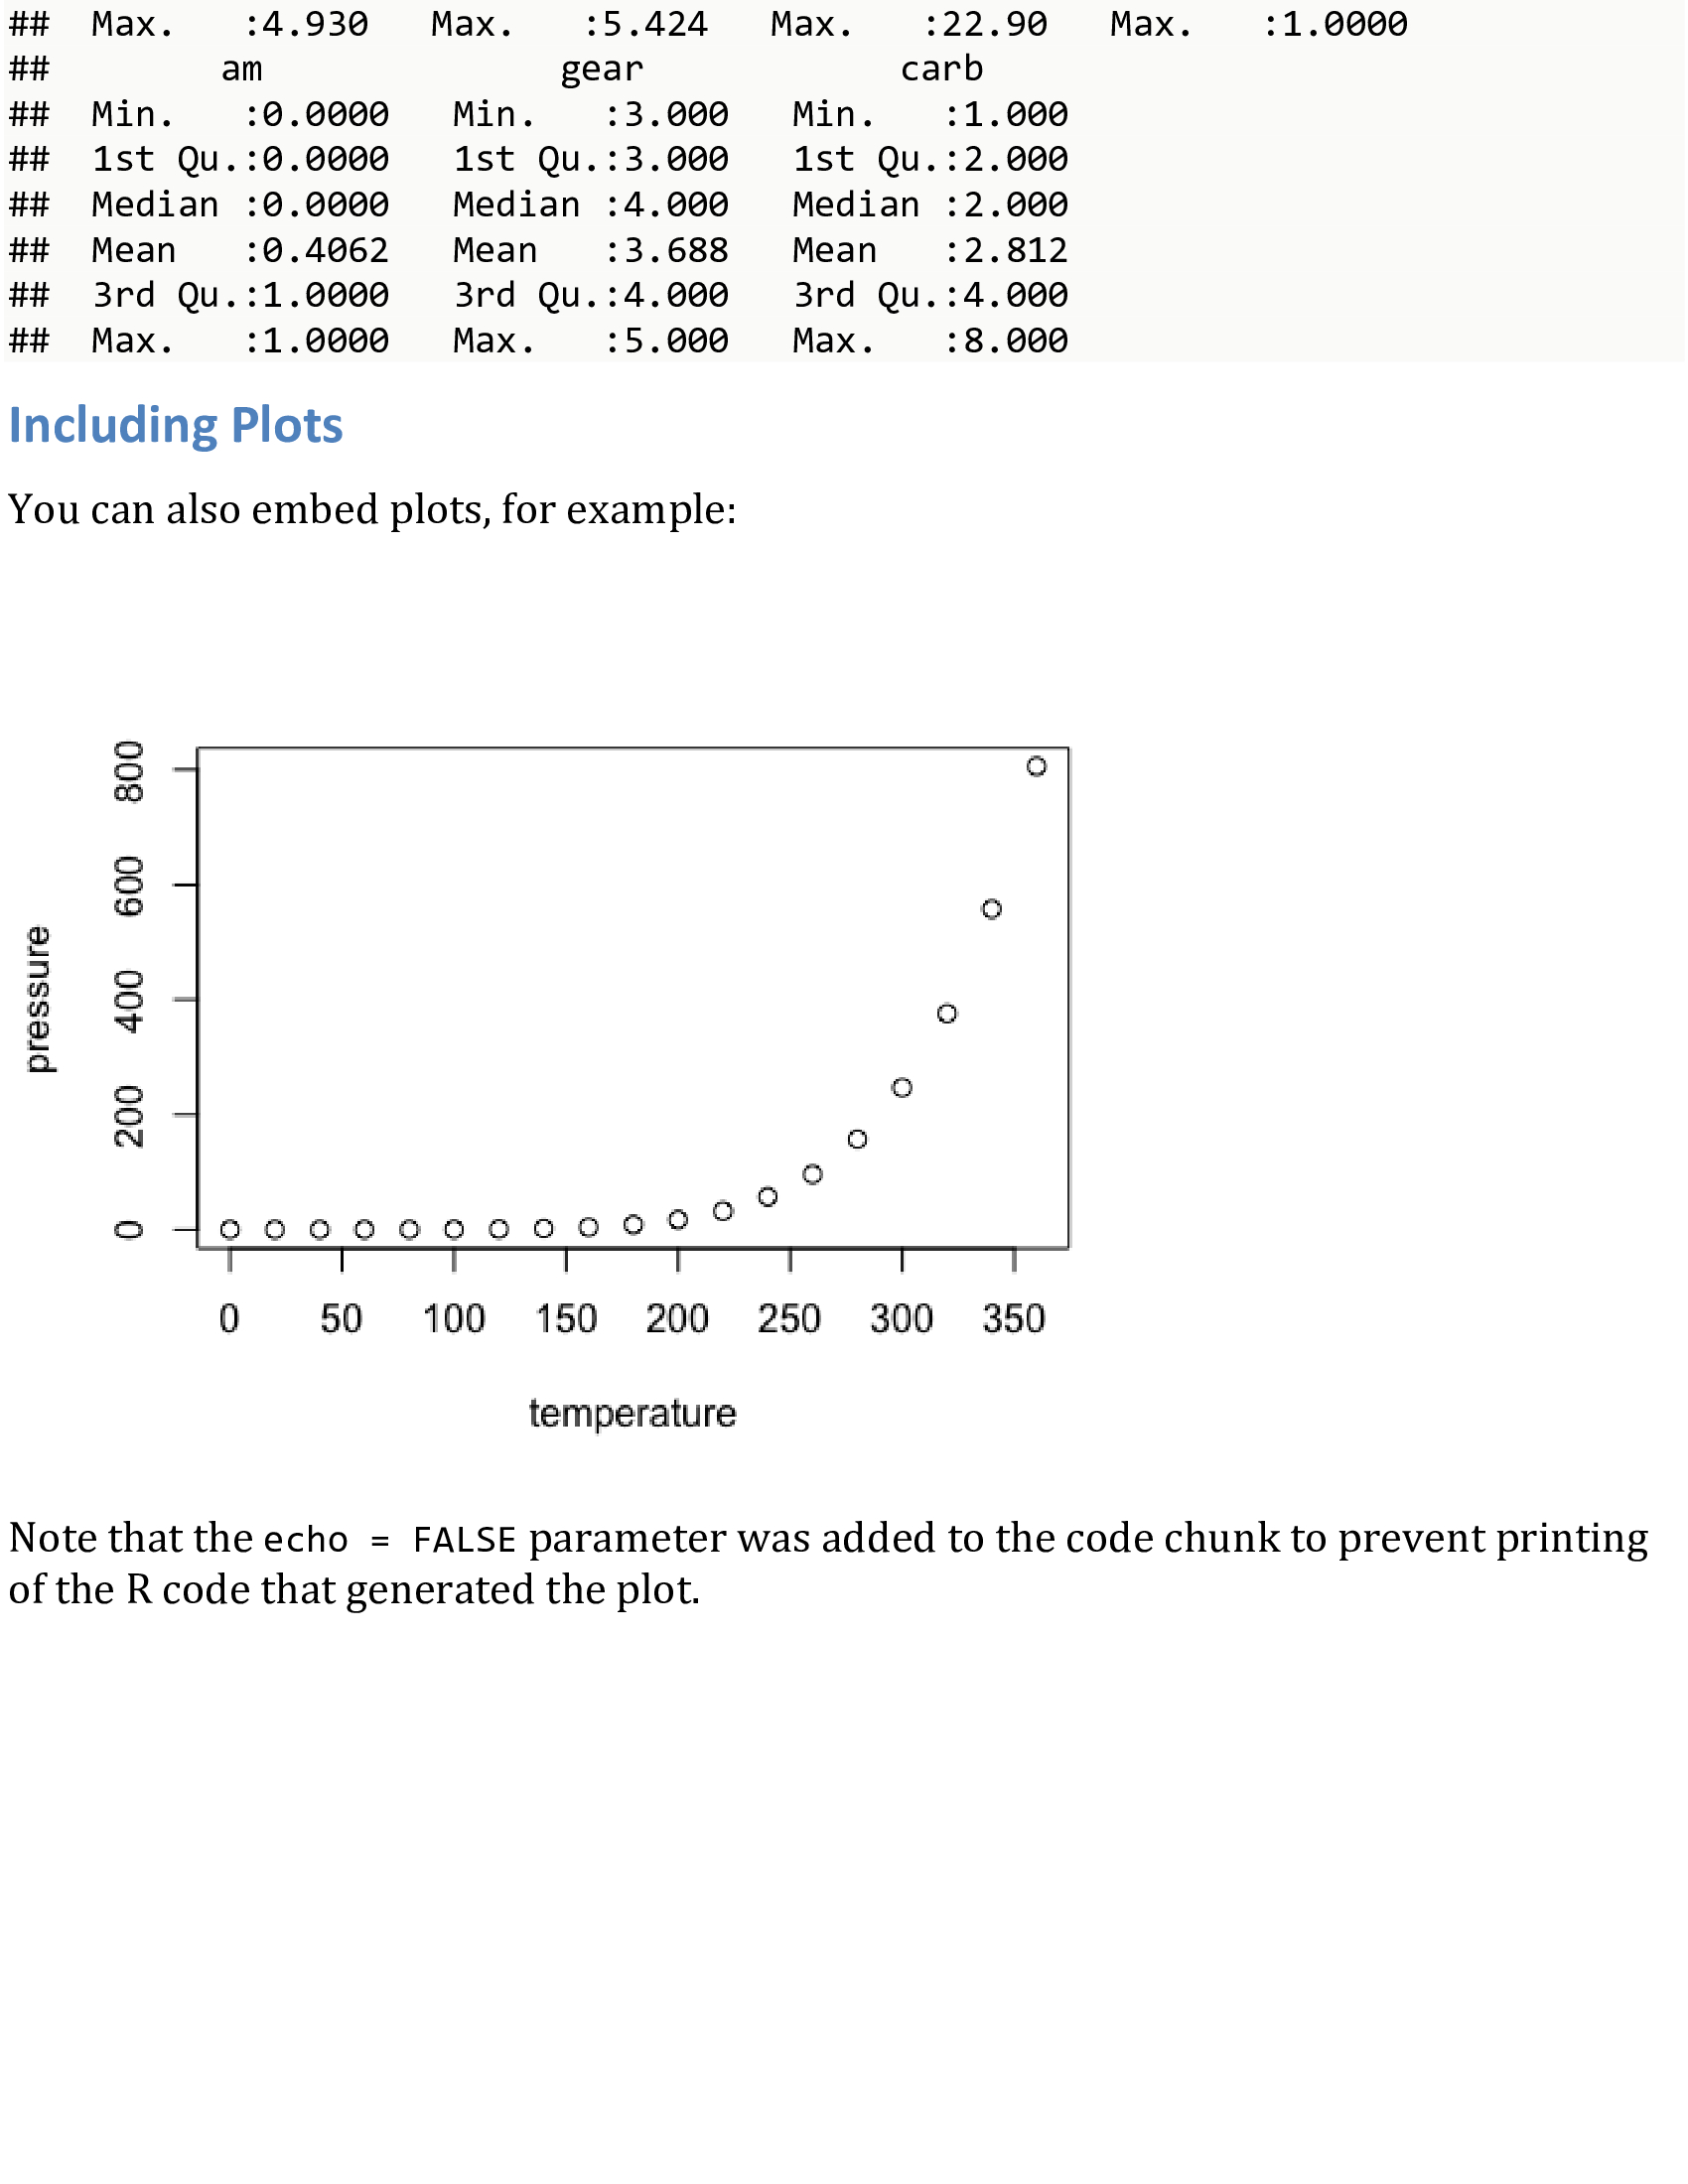 ##  Max.   :4.930   Max.   :5.424   Max.   :22.90   Max.   :1.0000
##        am              gear            carb
##  Min.   :0.0000   Min.   :3.000   Min.   :1.000
##  1st Qu.:0.0000   1st Qu.:3.000   1st Qu.:2.000
##  Median :0.0000   Median :4.000   Median :2.000
##  Mean   :0.4062   Mean   :3.688   Mean   :2.812
##  3rd Qu.:1.0000   3rd Qu.:4.000   3rd Qu.:4.000
##  Max.   :1.0000   Max.   :5.000   Max.   :8.000
Including Plots
You can also embed plots, for example:
800
600
400
200
0
pressure
0 50 100 150 200 250 300 350
temperature
Note that the echo = FALSE parameter was added to the code chunk to prevent printing
of the R code that generated the plot.